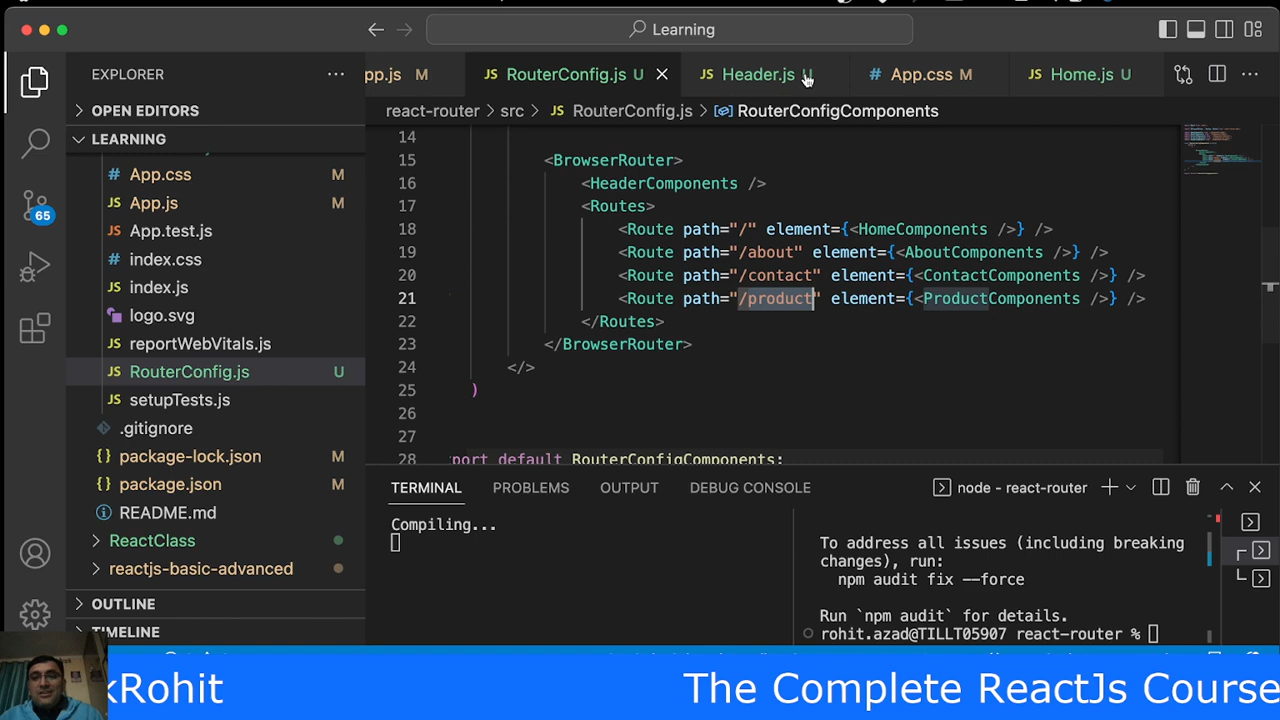 Learning
EXPLORER
pp.js M
RouterConfig.js U
Header.js U
App.css M
Home.js U
OPEN EDITORS
react-router > src > RouterConfig.js > RouterConfigComponents
LEARNING
App.css M
App.js M
App.test.js
index.css
index.js
logo.svg
reportWebVitals.js
RouterConfig.js U
setupTests.js
.gitignore
package-lock.json M
package.json M
README.md
ReactClass
reactjs-basic-advanced
OUTLINE
TIMELINE
65
14
15 <BrowserRouter>
16 <HeaderComponents />
17 <Routes>
18 <Route path="/" element={<HomeComponents />} />
19 <Route path="/about" element={<AboutComponents />} />
20 <Route path="/contact" element={<ContactComponents />} />
21 <Route path="/product" element={<ProductComponents />} />
22 </Routes>
23 </BrowserRouter>
24 </>
25 )
26
27
28 port default RouterConfigComponents;
TERMINAL PROBLEMS OUTPUT DEBUG CONSOLE
node - react-router
Compiling...
To address all issues (including breaking
changes), run:
npm audit fix --force
Run `npm audit` for details.
rohit.azad@TILLT05907 react-router %
kRohit
The Complete ReactJs Course